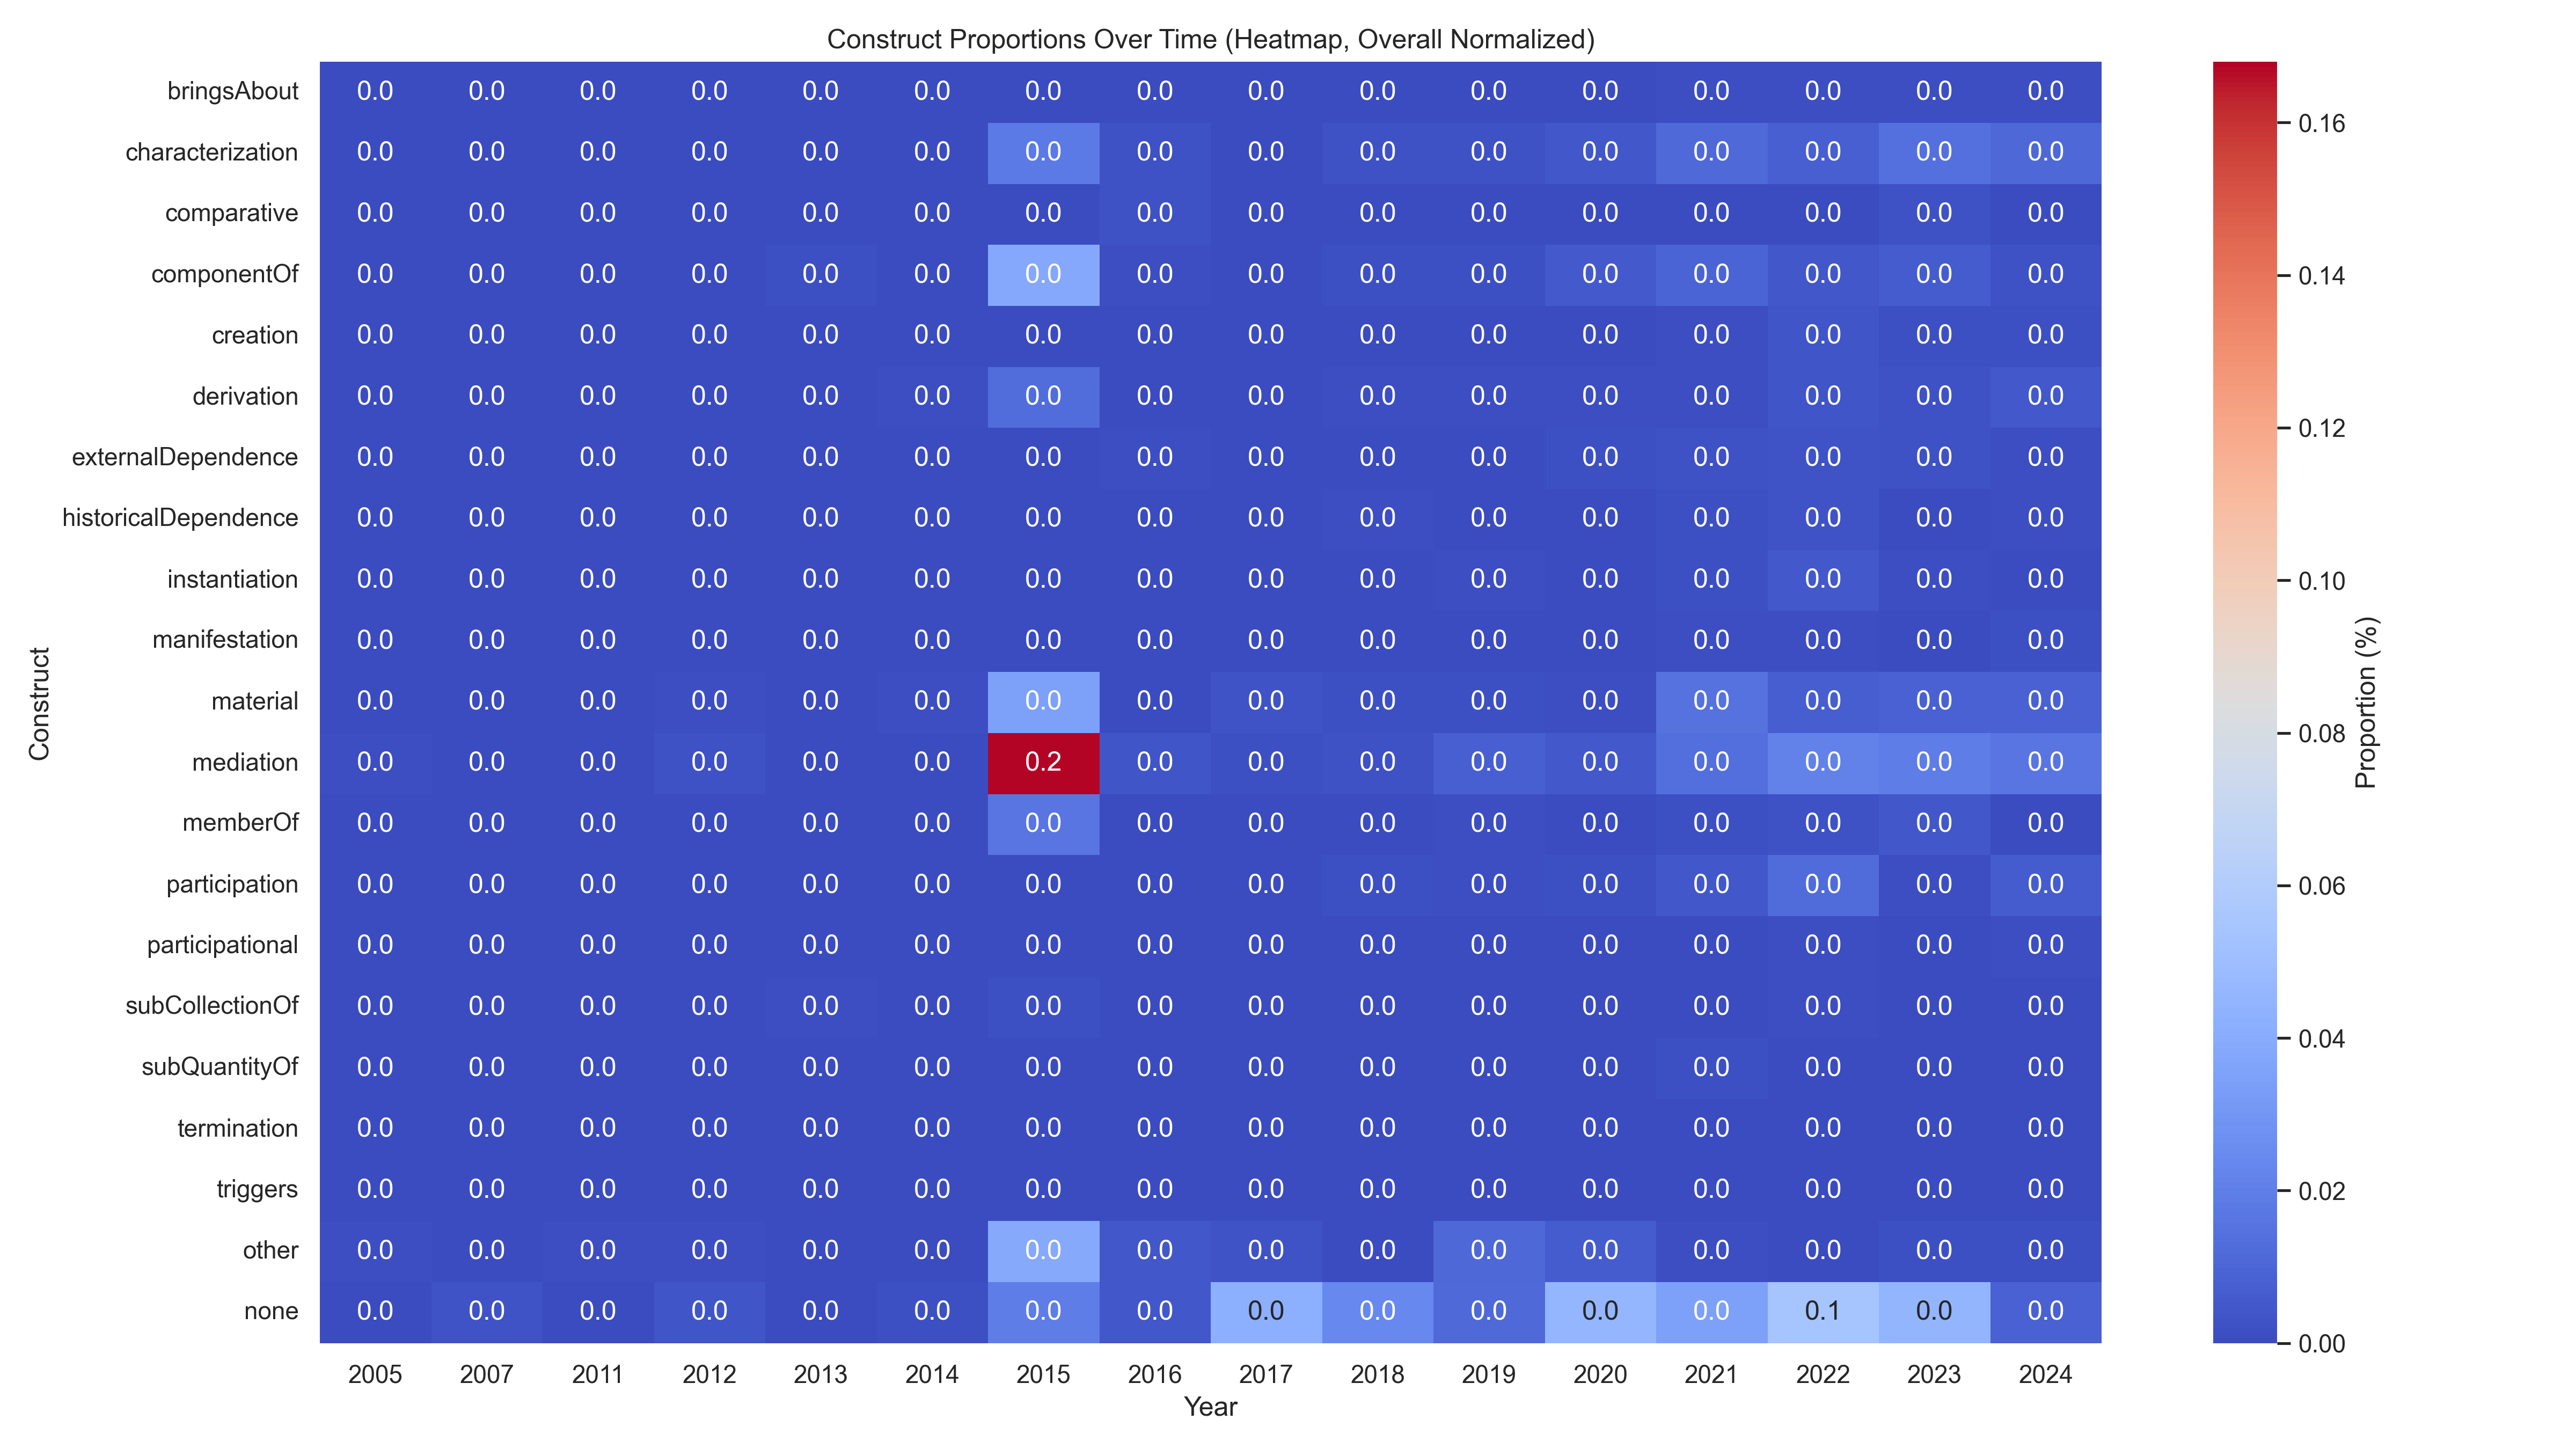 Construct Proportions Over Time (Heatmap, Overall Normalized)
bringsAbout 0.0 0.0 0.0 0.0 0.0 0.0 0.0 0.0 0.0 0.0 0.0 0.0 0.0 0.0 0.0 0.0
characterization 0.0 0.0 0.0 0.0 0.0 0.0 0.0 0.0 0.0 0.0 0.0 0.0 0.0 0.0 0.0 0.0
comparative 0.0 0.0 0.0 0.0 0.0 0.0 0.0 0.0 0.0 0.0 0.0 0.0 0.0 0.0 0.0 0.0
componentOf 0.0 0.0 0.0 0.0 0.0 0.0 0.0 0.0 0.0 0.0 0.0 0.0 0.0 0.0 0.0 0.0
creation 0.0 0.0 0.0 0.0 0.0 0.0 0.0 0.0 0.0 0.0 0.0 0.0 0.0 0.0 0.0 0.0
derivation 0.0 0.0 0.0 0.0 0.0 0.0 0.0 0.0 0.0 0.0 0.0 0.0 0.0 0.0 0.0 0.0
externalDependence 0.0 0.0 0.0 0.0 0.0 0.0 0.0 0.0 0.0 0.0 0.0 0.0 0.0 0.0 0.0 0.0
historicalDependence 0.0 0.0 0.0 0.0 0.0 0.0 0.0 0.0 0.0 0.0 0.0 0.0 0.0 0.0 0.0 0.0
instantiation 0.0 0.0 0.0 0.0 0.0 0.0 0.0 0.0 0.0 0.0 0.0 0.0 0.0 0.0 0.0 0.0
manifestation 0.0 0.0 0.0 0.0 0.0 0.0 0.0 0.0 0.0 0.0 0.0 0.0 0.0 0.0 0.0 0.0
material 0.0 0.0 0.0 0.0 0.0 0.0 0.0 0.0 0.0 0.0 0.0 0.0 0.0 0.0 0.0 0.0
mediation 0.0 0.0 0.0 0.0 0.0 0.0 0.2 0.0 0.0 0.0 0.0 0.0 0.0 0.0 0.0 0.0
memberOf 0.0 0.0 0.0 0.0 0.0 0.0 0.0 0.0 0.0 0.0 0.0 0.0 0.0 0.0 0.0 0.0
participation 0.0 0.0 0.0 0.0 0.0 0.0 0.0 0.0 0.0 0.0 0.0 0.0 0.0 0.0 0.0 0.0
participational 0.0 0.0 0.0 0.0 0.0 0.0 0.0 0.0 0.0 0.0 0.0 0.0 0.0 0.0 0.0 0.0
subCollectionOf 0.0 0.0 0.0 0.0 0.0 0.0 0.0 0.0 0.0 0.0 0.0 0.0 0.0 0.0 0.0 0.0
subQuantityOf 0.0 0.0 0.0 0.0 0.0 0.0 0.0 0.0 0.0 0.0 0.0 0.0 0.0 0.0 0.0 0.0
termination 0.0 0.0 0.0 0.0 0.0 0.0 0.0 0.0 0.0 0.0 0.0 0.0 0.0 0.0 0.0 0.0
triggers 0.0 0.0 0.0 0.0 0.0 0.0 0.0 0.0 0.0 0.0 0.0 0.0 0.0 0.0 0.0 0.0
other 0.0 0.0 0.0 0.0 0.0 0.0 0.0 0.0 0.0 0.0 0.0 0.0 0.0 0.0 0.0 0.0
none 0.0 0.0 0.0 0.0 0.0 0.0 0.0 0.0 0.0 0.0 0.0 0.0 0.0 0.1 0.0 0.0
2005 2007 2011 2012 2013 2014 2015 2016 2017 2018 2019 2020 2021 2022 2023 2024
Year
Construct
0.16
0.14
0.12
0.10
0.08
0.06
0.04
0.02
0.00
Proportion (%)